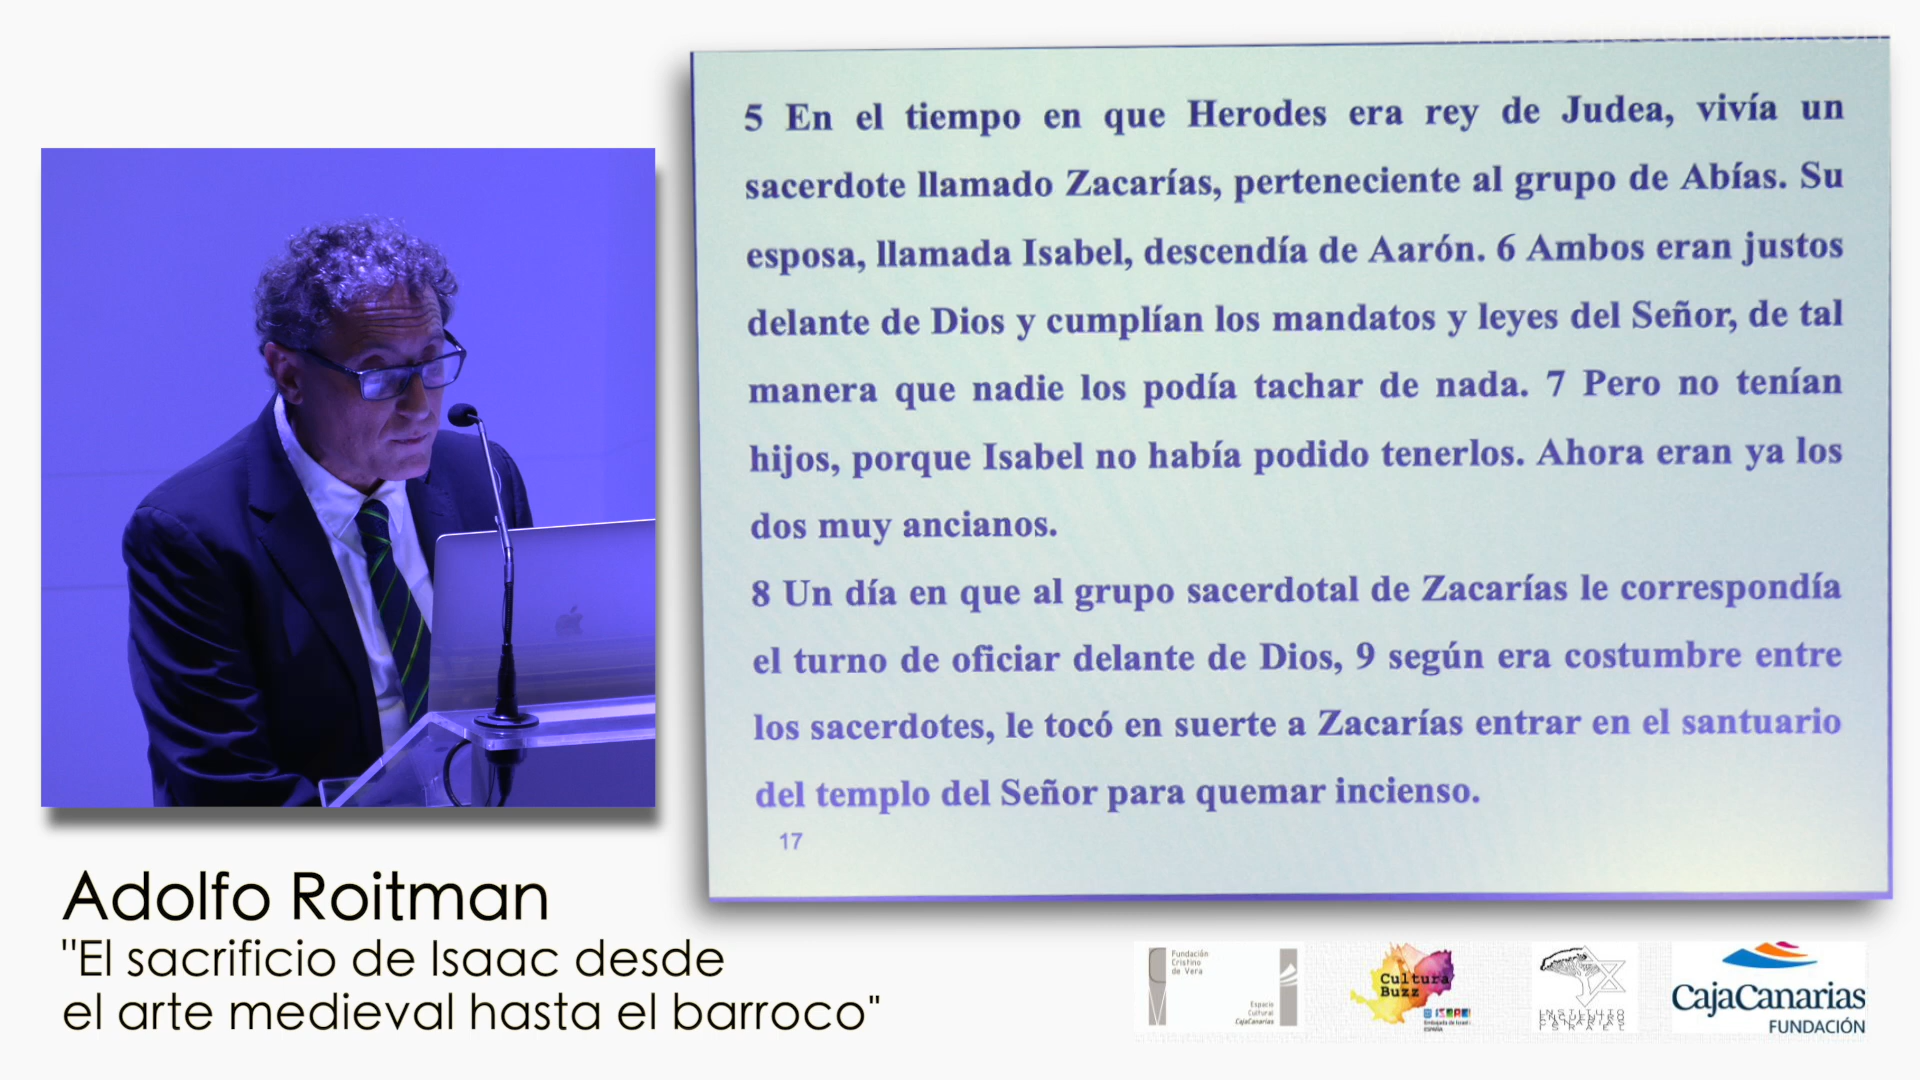 5 En el tiempo en que Herodes era rey de Judea, vivía un
sacerdote llamado Zacarías, perteneciente al grupo de Abías. Su
esposa, llamada Isabel, descendía de Aarón. 6 Ambos eran justos
delante de Dios y cumplían los mandatos y leyes del Señor, de tal
manera que nadie los podía tachar de nada. 7 Pero no tenían
hijos, porque Isabel no había podido tenerlos. Ahora eran ya los
dos muy ancianos.
8 Un día en que al grupo sacerdotal de Zacarías le correspondía
el turno de oficiar delante de Dios, 9 según era costumbre entre
los sacerdotes, le tocó en suerte a Zacarías entrar en el santuario
del templo del Señor para quemar incienso.
17
Adolfo Roitman
"El sacrificio de Isaac desde
el arte medieval hasta el barroco"
Fundación
Cristino
de Vera
Espacio
Cultural
CajaCanarias
Cultura
Buzz
ISRAEL
Embajada de Israel
ESPAÑA
CajaCanarias
FUNDACIÓN